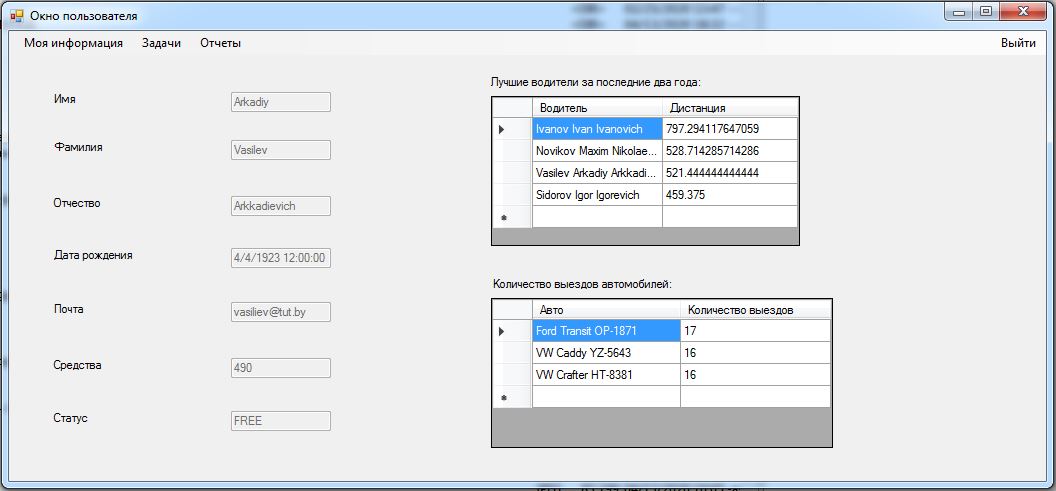 Окно пользователя
Моя информация Задачи Отчеты Выйти
Имя Arkadiy
Фамилия Vasilev
Отчество Arkkadievich
Дата рождения 4/4/1923 12:00:00
Почта vasiliev@tut.by
Средства 490
Статус FREE
Лучшие водители за последние два года:
Водитель Дистанция
Ivanov Ivan Ivanovich 797.294117647059
Novikov Maxim Nikolae... 528.714285714286
Vasilev Arkadiy Arkkadi... 521.444444444444
Sidorov Igor Igorevich 459.375
Количество выездов автомобилей:
Авто Количество выездов
Ford Transit OP-1871 17
VW Caddy YZ-5643 16
VW Crafter HT-8381 16